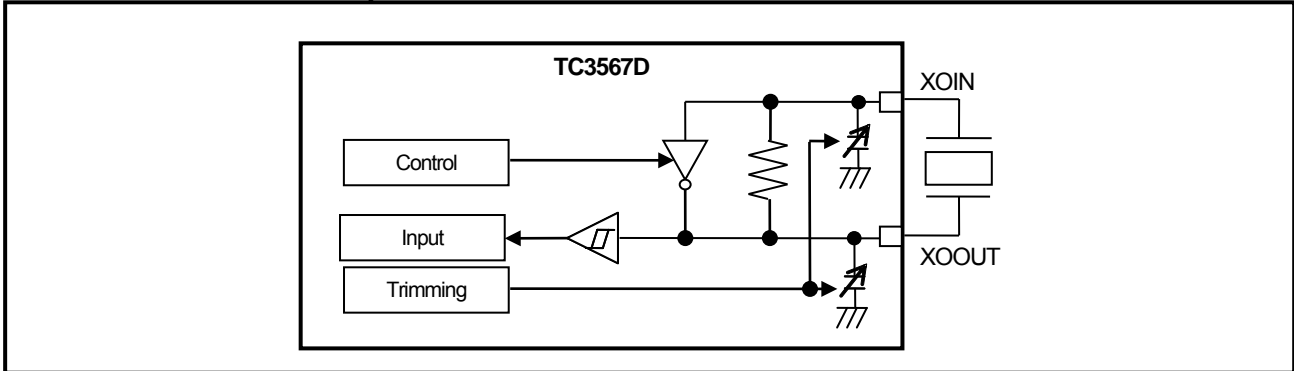 TC3567D
XOIN
Control
Input
XOOUT
Trimming